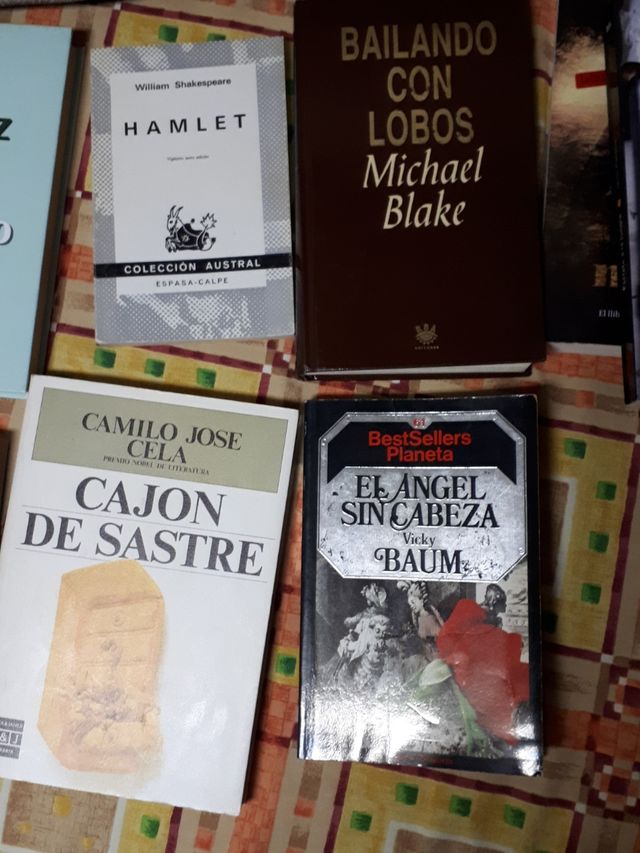 Z
O
William Shakespeare
HAMLET
COLECCIÓN AUSTRAL
ESPASA-CALPE
BAILANDO
CON
LOBOS
Michael
Blake
CAMILO JOSE
CELA
PREMIO NOBEL DE LITERATURA
CAJON
DE SASTRE
&J
BestSellers
Planeta
EL ÁNGEL
SIN CABEZA
Vicky
BAUM